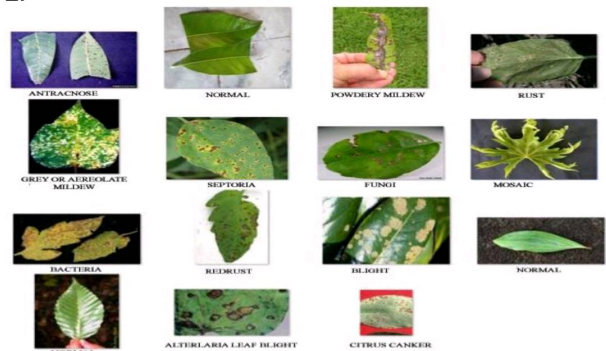 ANTRACNOSE
NORMAL
POWDERY MILDEW
RUST
GREY OR AEREOLATE
MILDEW
SEPTORIA
FUNGI
MOSAIC
BACTERIA
REDRUST
BLIGHT
NORMAL
ALTERLARIA LEAF BLIGHT
CITRUS CANKER